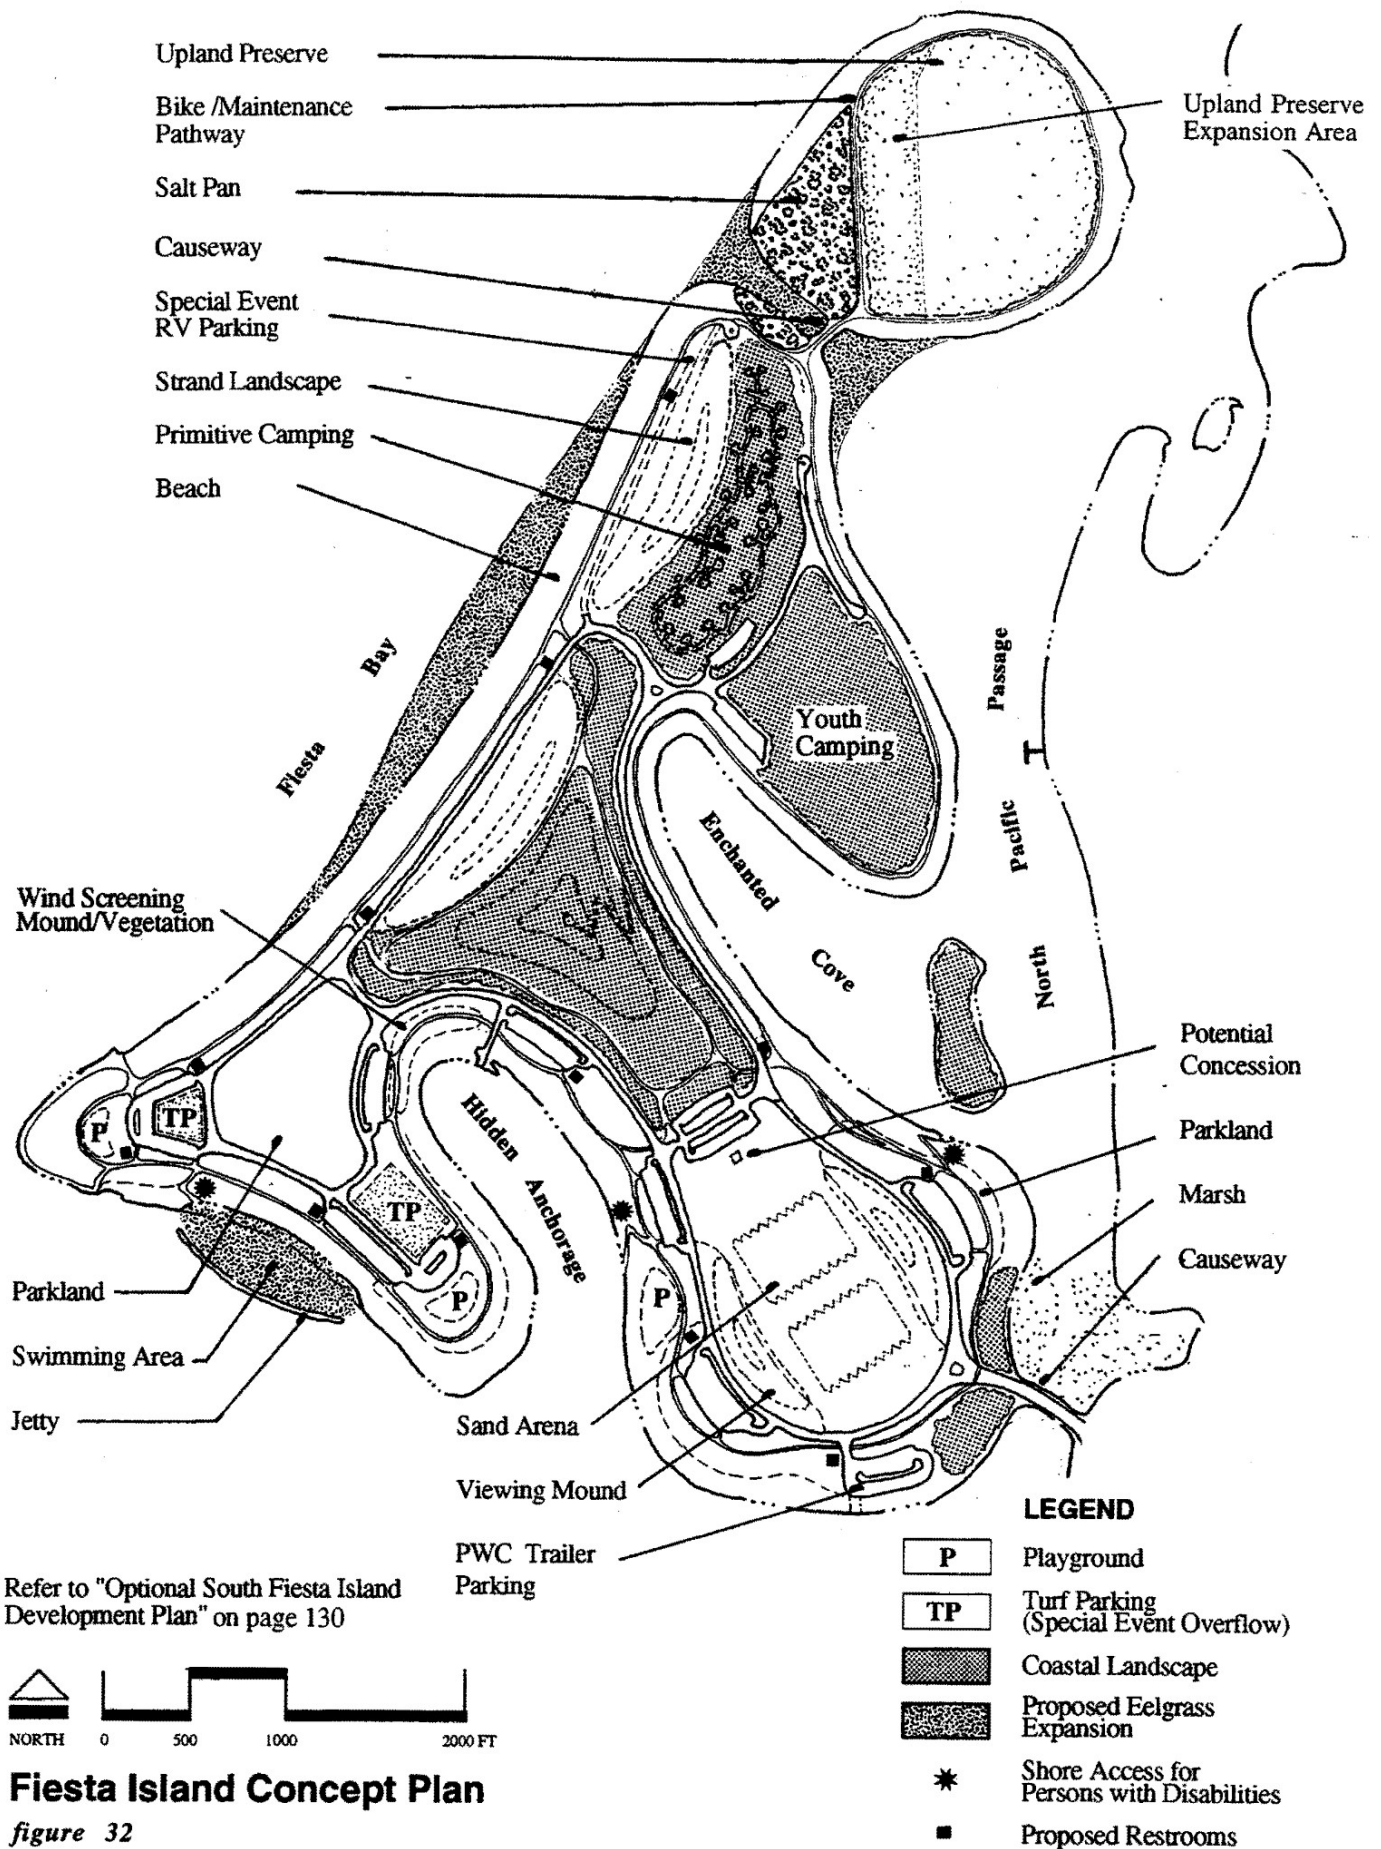 Upland Preserve
Bike /Maintenance
Pathway
Salt Pan
Causeway
Special Event
RV Parking
Strand Landscape
Primitive Camping
Beach
Upland Preserve
Expansion Area
Fiesta Bay
Youth
Camping
Enchanted Cove
North Pacific Passage
Wind Screening
Mound/Vegetation
Hidden Anchorage
P
TP
TP
P
P
Potential
Concession
Parkland
Marsh
Causeway
Parkland
Swimming Area
Jetty
Sand Arena
Viewing Mound
PWC Trailer
Parking
Refer to "Optional South Fiesta Island
Development Plan" on page 130
NORTH
0 500 1000 2000 FT
Fiesta Island Concept Plan
figure 32
LEGEND
P Playground
TP Turf Parking
(Special Event Overflow)
Coastal Landscape
Proposed Eelgrass
Expansion
Shore Access for
Persons with Disabilities
Proposed Restrooms